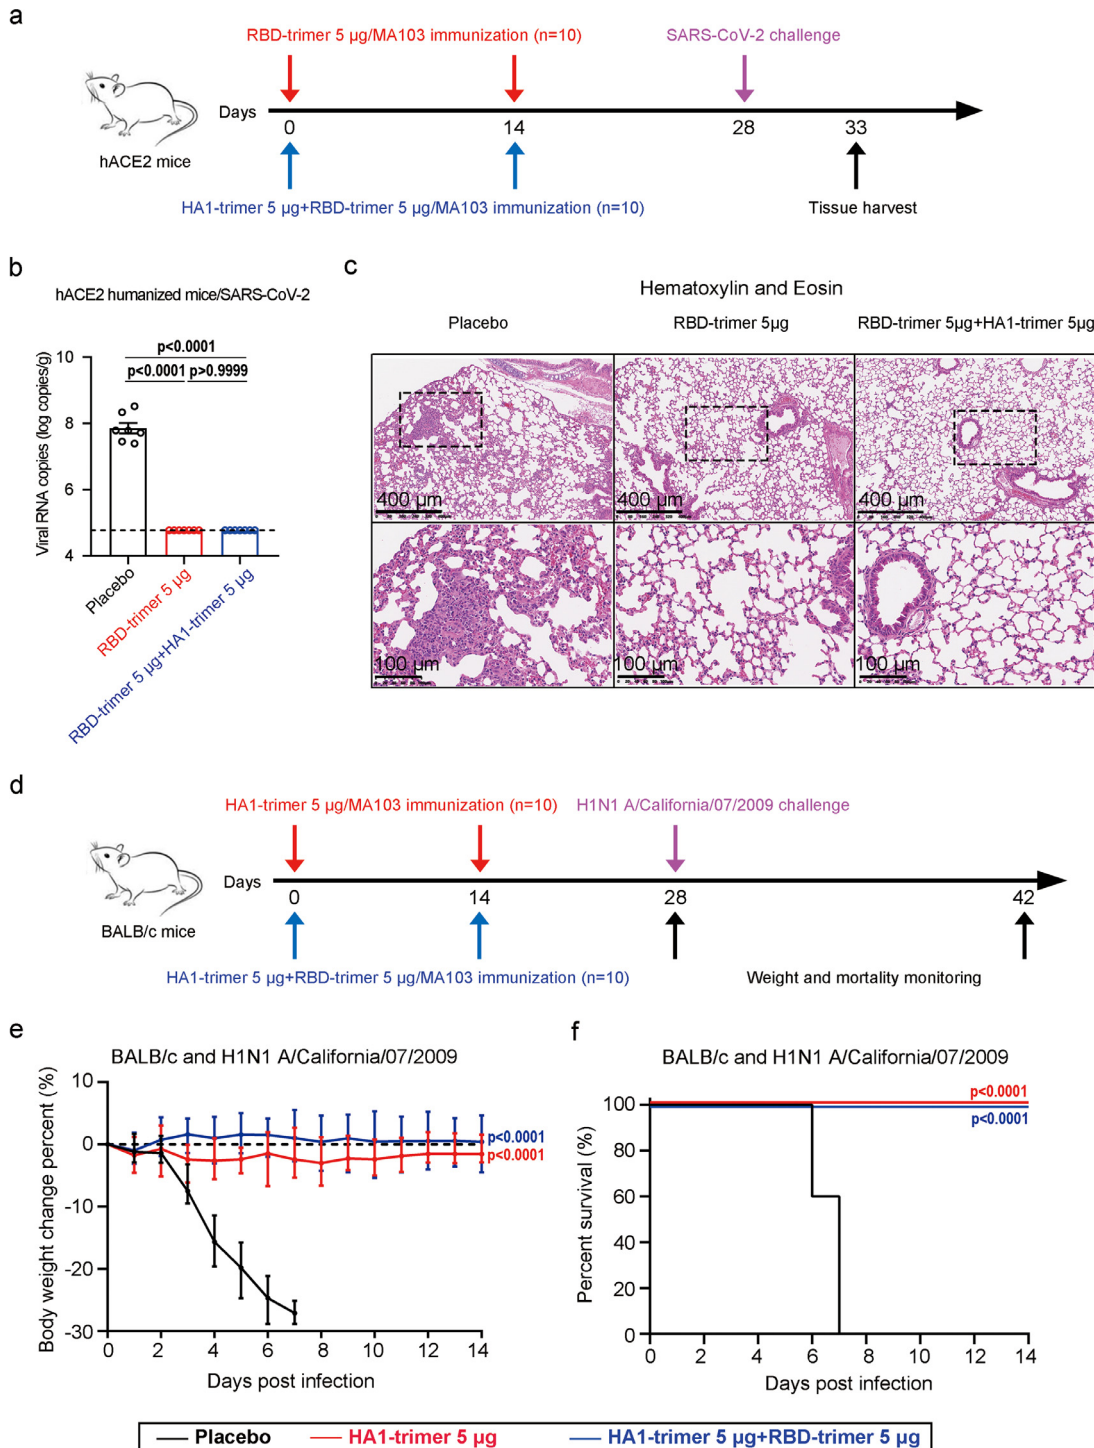 a
RBD-trimer 5 µg/MA103 immunization (n=10)
SARS-CoV-2 challenge
Days
0
14
28
33
hACE2 mice
HA1-trimer 5 µg+RBD-trimer 5 µg/MA103 immunization (n=10)
Tissue harvest
b
hACE2 humanized mice/SARS-CoV-2
p<0.0001
p<0.0001
p>0.9999
Viral RNA copies (log copies/g)
10
8
6
4
Placebo
RBD-trimer 5 µg
RBD-trimer 5 µg+HA1-trimer 5 µg
c
Hematoxylin and Eosin
Placebo
RBD-trimer 5µg
RBD-trimer 5µg+HA1-trimer 5µg
400 µm
400 µm
400 µm
100 µm
100 µm
100 µm
d
HA1-trimer 5 µg/MA103 immunization (n=10)
H1N1 A/California/07/2009 challenge
Days
0
14
28
42
BALB/c mice
HA1-trimer 5 µg+RBD-trimer 5 µg/MA103 immunization (n=10)
Weight and mortality monitoring
e
BALB/c and H1N1 A/California/07/2009
Body weight change percent (%)
10
0
-10
-20
-30
p<0.0001
p<0.0001
0
2
4
6
8
10
12
14
Days post infection
f
BALB/c and H1N1 A/California/07/2009
Percent survival (%)
100
80
60
40
20
0
p<0.0001
p<0.0001
0
2
4
6
8
10
12
14
Days post infection
Placebo
HA1-trimer 5 µg
HA1-trimer 5 µg+RBD-trimer 5 µg